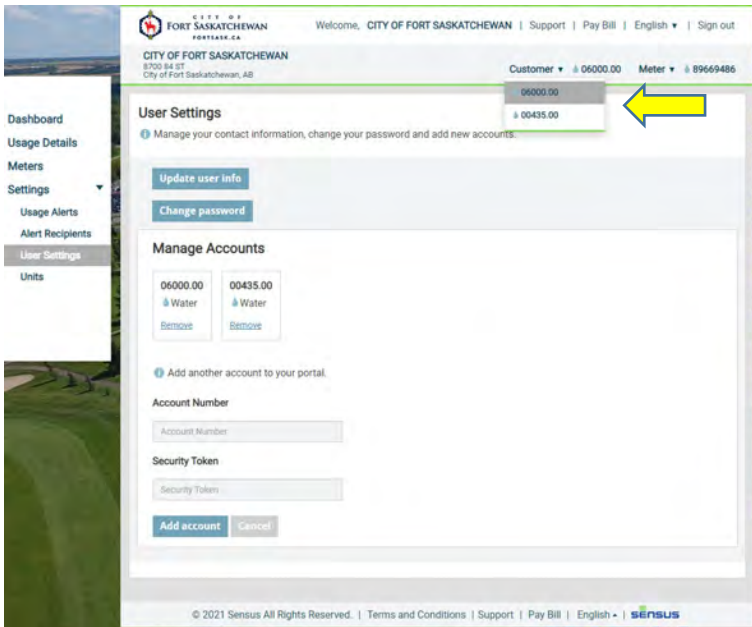 CITY OF
FORT SASKATCHEWAN
FORTSASK.CA
Welcome, CITY OF FORT SASKATCHEWAN | Support | Pay Bill | English ▾ | Sign out
CITY OF FORT SASKATCHEWAN
8700 84 ST
City of Fort Saskatchewan, AB
Customer ▾ 06000.00 Meter ▾ 89669486
06000.00
00435.00
Dashboard
Usage Details
Meters
Settings
Usage Alerts
Alert Recipients
User Settings
Units
User Settings
Manage your contact information, change your password and add new accounts.
Update user info
Change password
Manage Accounts
06000.00 00435.00
Water Water
Remove Remove
Add another account to your portal.
Account Number
Account Number
Security Token
Security Token
Add account Cancel
© 2021 Sensus All Rights Reserved. | Terms and Conditions | Support | Pay Bill | English | sensus